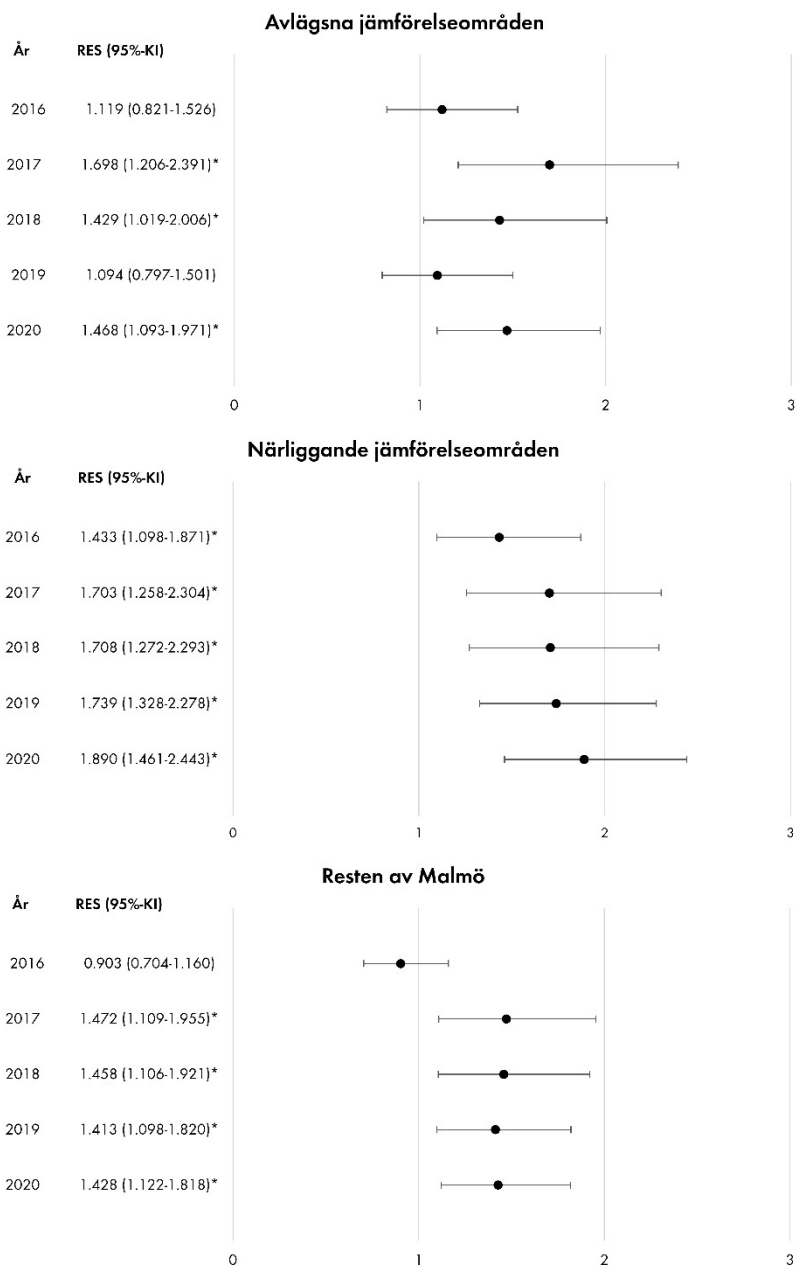 Avlägsna jämförelseområden
År RES (95%-KI)
2016 1.119 (0.821-1.526)
2017 1.698 (1.206-2.391)*
2018 1.429 (1.019-2.006)*
2019 1.094 (0.797-1.501)
2020 1.468 (1.093-1.971)*
0 1 2 3
Närliggande jämförelseområden
År RES (95%-KI)
2016 1.433 (1.098-1.871)*
2017 1.703 (1.258-2.304)*
2018 1.708 (1.272-2.293)*
2019 1.739 (1.328-2.278)*
2020 1.890 (1.461-2.443)*
0 1 2 3
Resten av Malmö
År RES (95%-KI)
2016 0.903 (0.704-1.160)
2017 1.472 (1.109-1.955)*
2018 1.458 (1.106-1.921)*
2019 1.413 (1.098-1.820)*
2020 1.428 (1.122-1.818)*
0 1 2 3